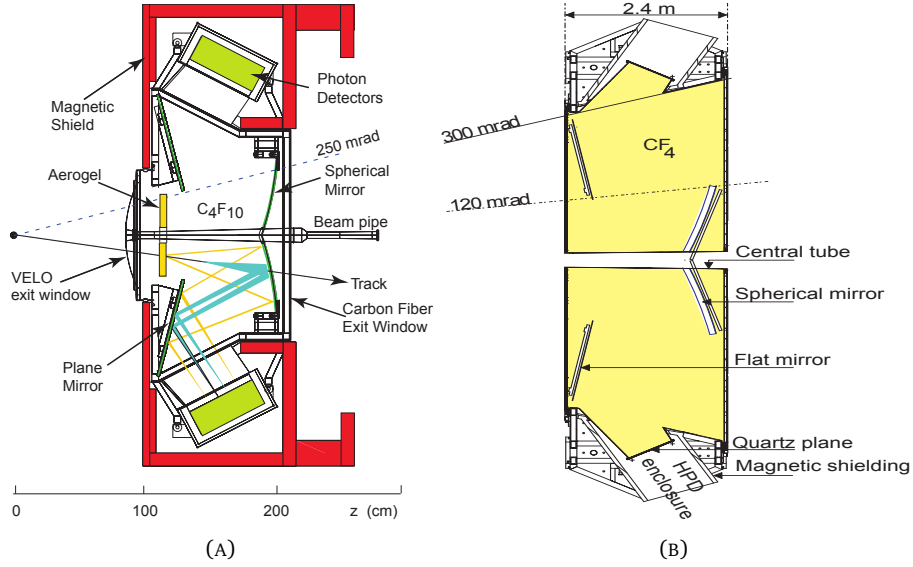 Magnetic
Shield
Aerogel
VELO
exit window
Plane
Mirror
C4F10
Photon
Detectors
250 mrad
Spherical
Mirror
Beam pipe
Track
Carbon Fiber
Exit Window
0
100
200
z (cm)
(A)
2.4 m
300 mrad
CF4
120 mrad
Central tube
Spherical mirror
Flat mirror
Quartz plane
Magnetic shielding
HPD
enclosure
(B)